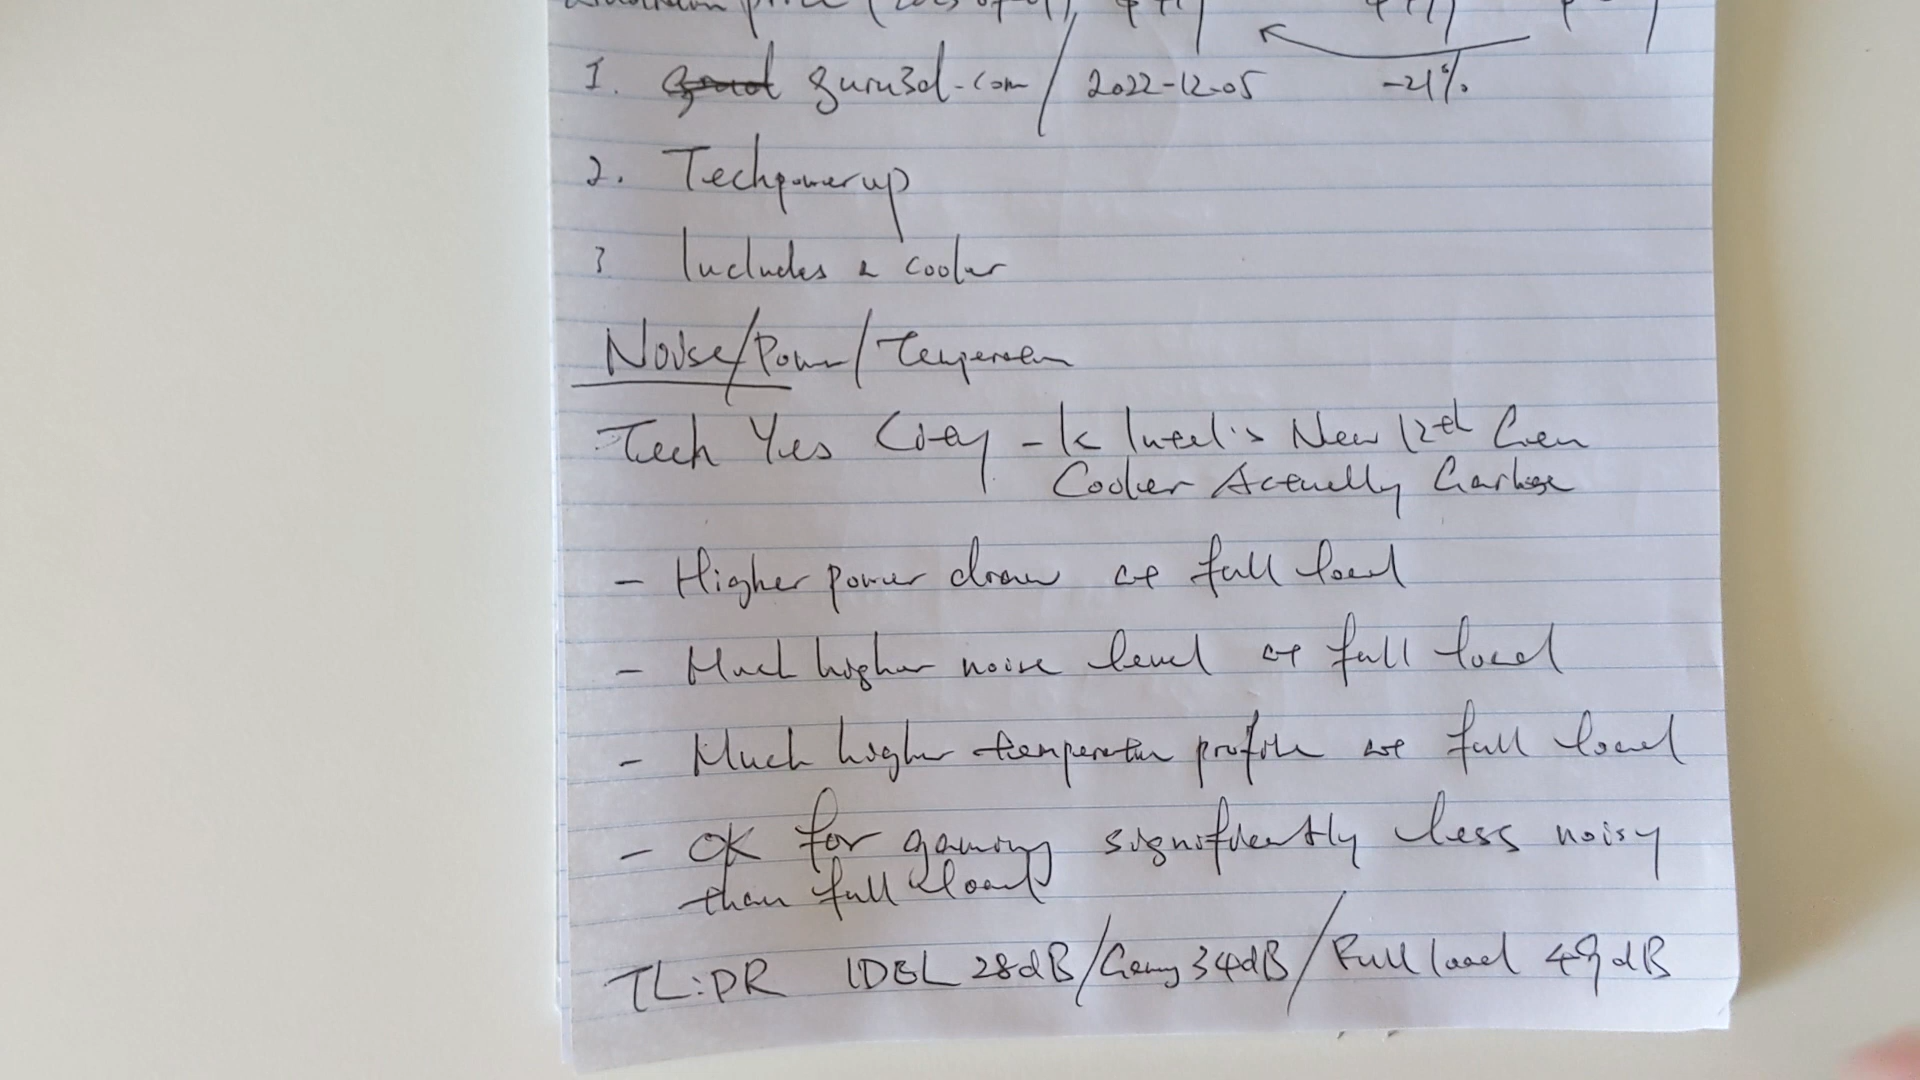 price (
1. guru3d.com / 2022-12-05 -21%
2. Techpowerup
3 Includes a cooler
Noise/Power/Temperature
Tech Yes City - Is Intel's New 12th Gen
Cooler Actually Garbage
- Higher power draw at full load
- Much higher noise level at full load
- Much higher temperature profile at full load
- OK for gaming significantly less noisy
than full load
TL:DR IDEL 28dB/Gaming 34dB/Full load 49dB